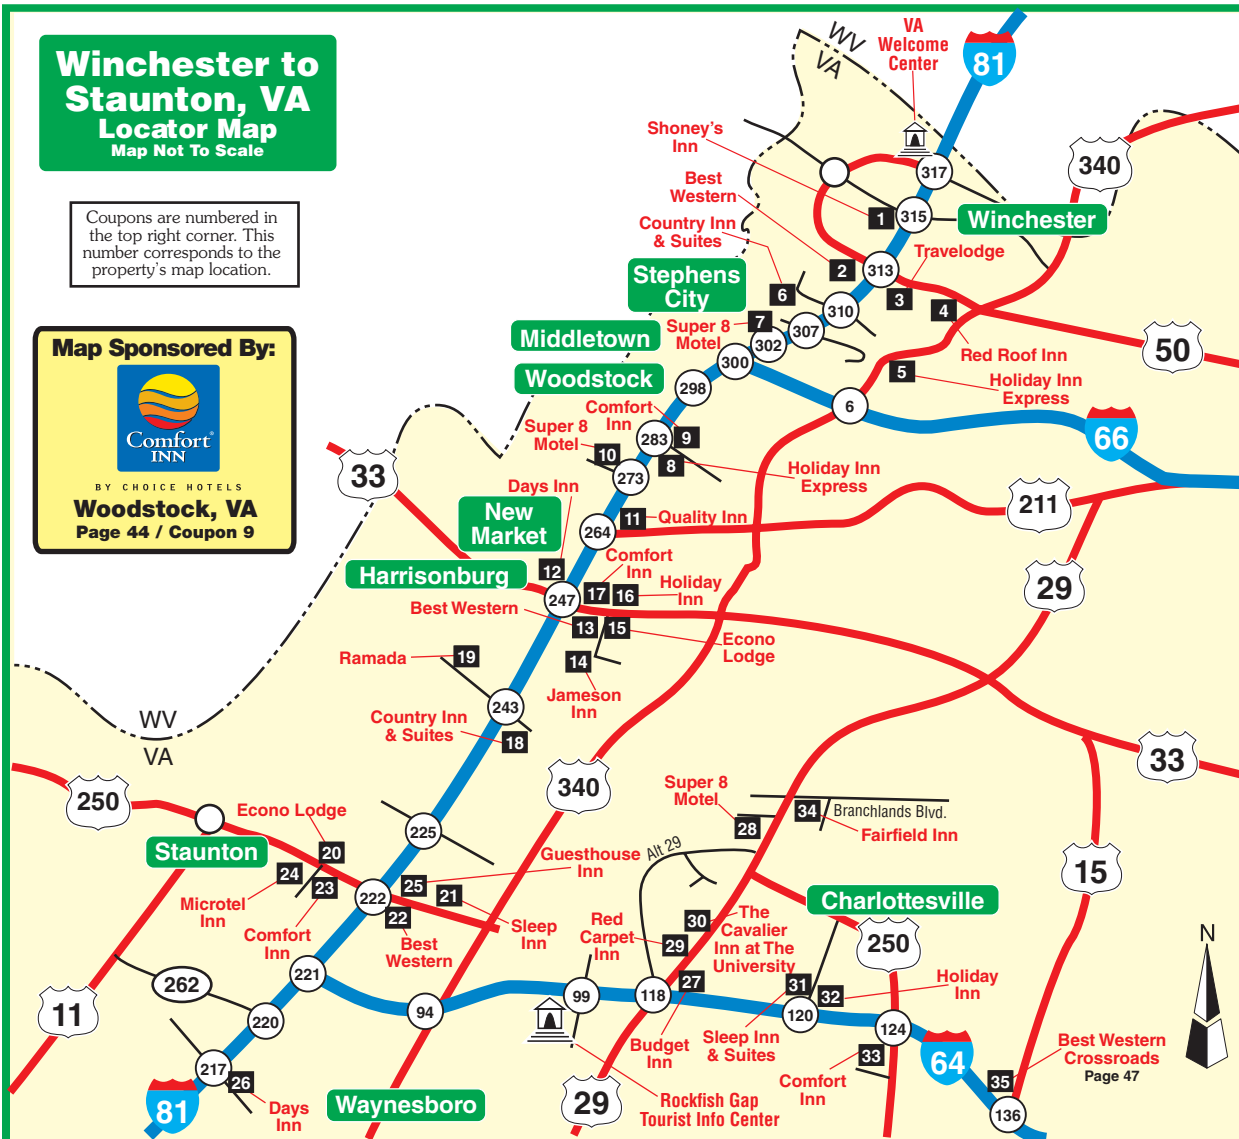 Winchester to
Staunton, VA
Locator Map
Map Not To Scale
Coupons are numbered in
the top right corner. This
number corresponds to the
property's map location.
Map Sponsored By:
Comfort
INN
BY CHOICE HOTELS
Woodstock, VA
Page 44 / Coupon 9
WV
VA
VA
Welcome
Center
81
340
317
Shoney's
Inn
1
315
Winchester
Best
Western
2
313
Travelodge
3
Country Inn
& Suites
6
Stephens
City
310
4
Red Roof Inn
50
Super 8
Motel
7
307
302
Middletown
300
5
Holiday Inn
Express
Woodstock
298
6
66
Comfort
Inn
283
9
Super 8
Motel
10
8
Holiday Inn
Express
273
33
Days Inn
New
Market
264
11
Quality Inn
211
29
12
Harrisonburg
247
17
Comfort
Inn
16
Holiday
Inn
Best Western
13
15
Econo
Lodge
14
Jameson
Inn
Ramada
19
243
Country Inn
& Suites
18
WV
VA
340
33
250
Econo Lodge
20
225
Staunton
24
23
Microtel
Inn
Comfort
Inn
222
25
Guesthouse
Inn
21
Sleep
Inn
22
Best
Western
Super 8
Motel
28
34
Branchlands Blvd.
Fairfield Inn
Alt 29
15
Charlottesville
250
Red
Carpet
Inn
29
30
The
Cavalier
Inn at The
University
27
Budget
Inn
31
32
Sleep Inn
& Suites
Holiday
Inn
N
262
221
220
11
94
99
118
120
124
217
26
Days
Inn
81
Waynesboro
29
Rockfish Gap
Tourist Info Center
33
Comfort
Inn
64
35
Best Western
Crossroads
Page 47
136